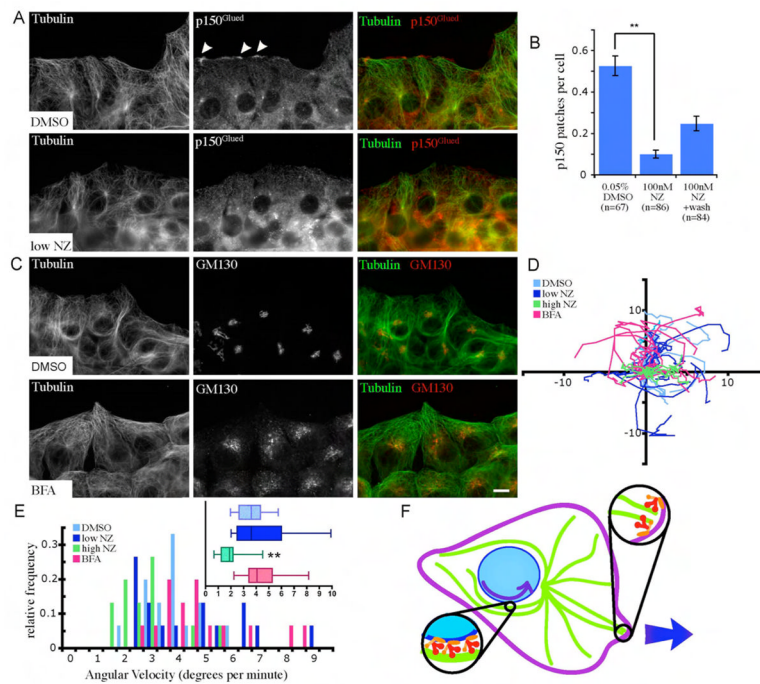 A
Tubulin
p150Glued
Tubulin p150Glued
DMSO
Tubulin
p150Glued
Tubulin p150Glued
low NZ
B
p150 patches per cell
0.6
0.4
0.2
0
**
0.05% DMSO (n=67)
100nM NZ (n=86)
100nM NZ +wash (n=84)
C
Tubulin
GM130
Tubulin GM130
DMSO
Tubulin
GM130
Tubulin GM130
BFA
D
DMSO
low NZ
high NZ
BFA
10
-10
10
-10
E
DMSO
low NZ
high NZ
BFA
relative frequency
0.3
0.2
0.1
0
0 1 2 3 4 5 6 7 8 9
Angular Velocity (degrees per minute)
**
0 1 2 3 4 5 6 7 8 9 10
F